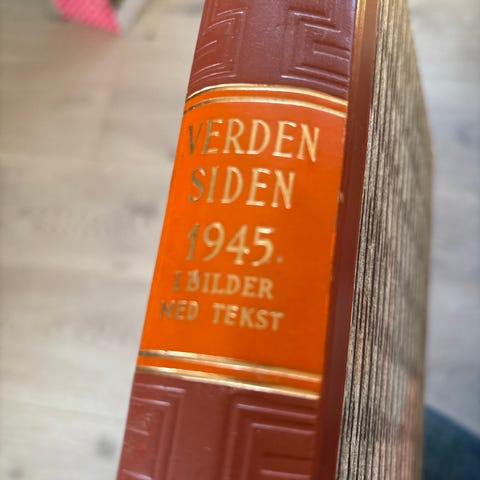 VERDEN
SIDEN
1945.
I BILDER
MED TEKST